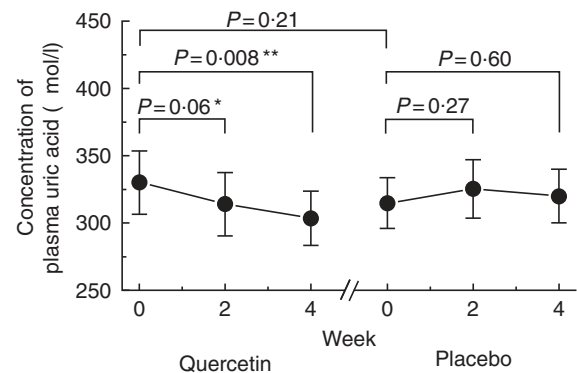 450
400
350
300
250
Concentration of
plasma uric acid ( mol/l)
P=0·21
P=0·008**
P=0·06*
P=0·60
P=0·27
0 2 4 0 2 4
Week
Quercetin Placebo